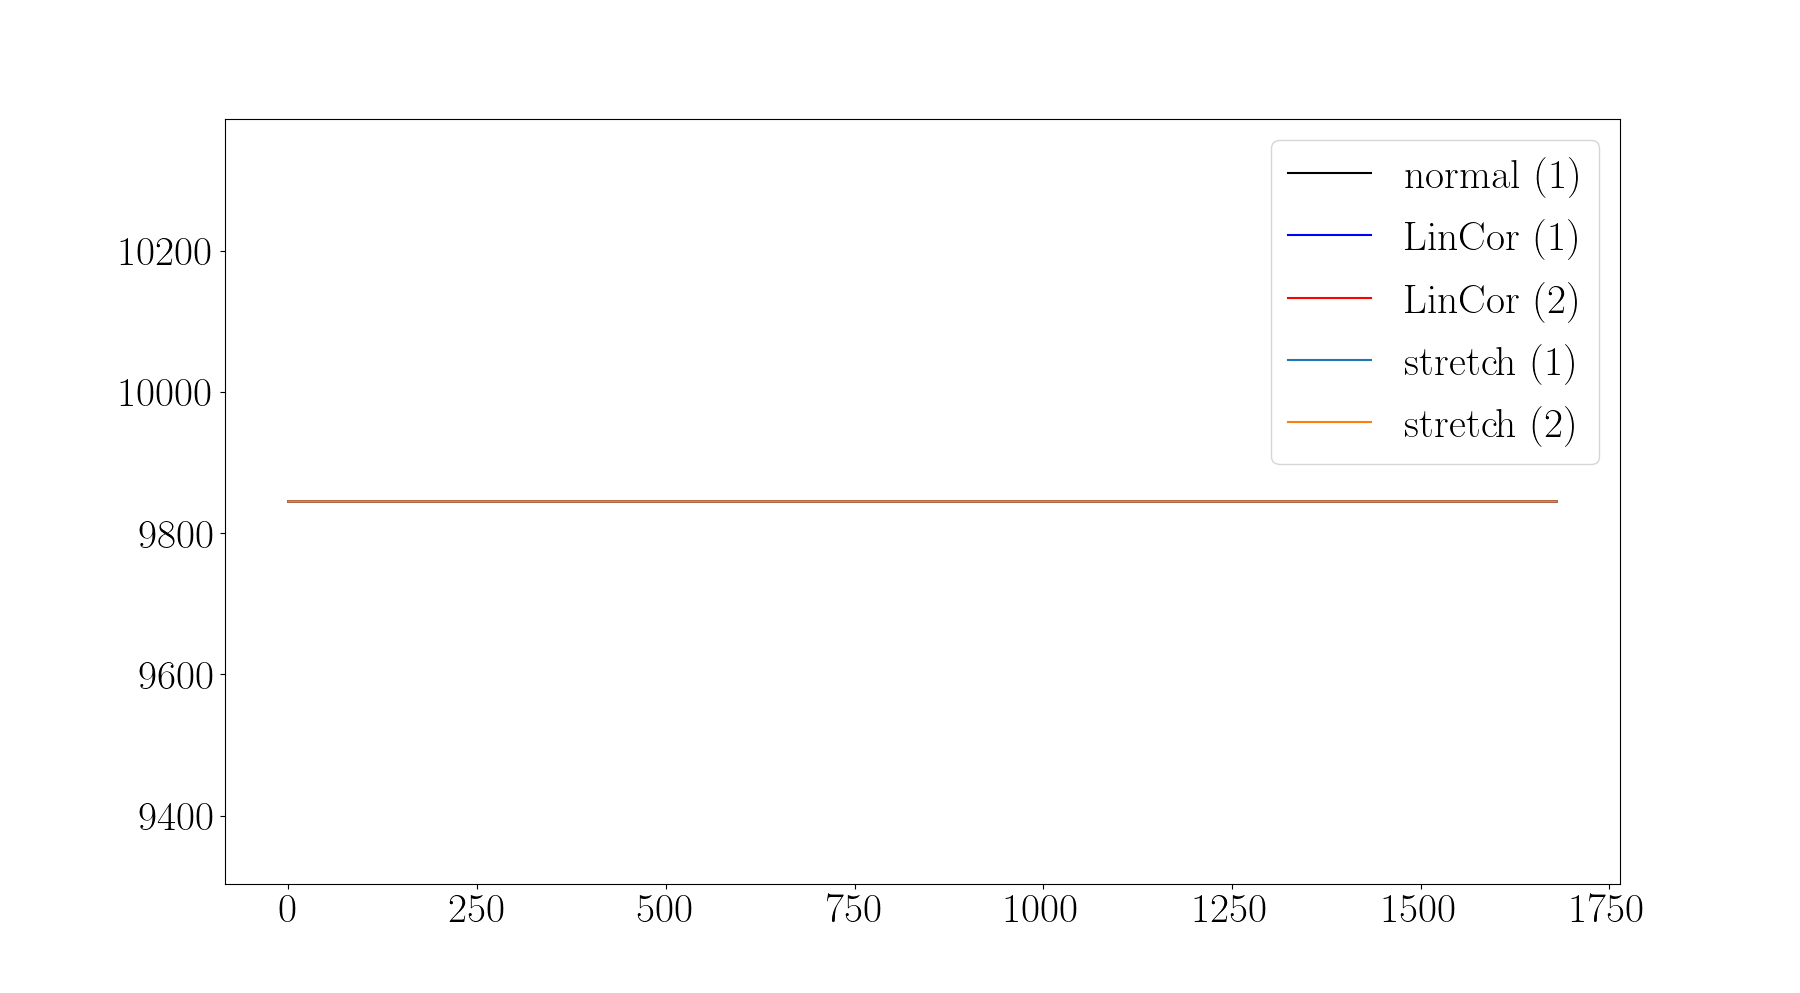 normal (1)
LinCor (1)
LinCor (2)
stretch (1)
stretch (2)
10200
10000
9800
9600
9400
0 250 500 750 1000 1250 1500 1750